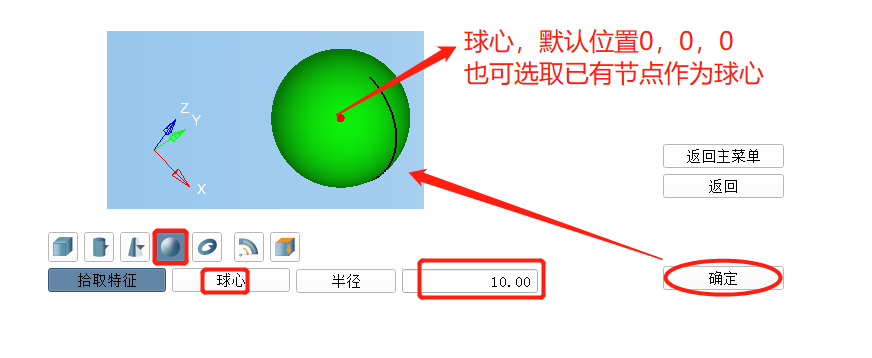 球心，默认位置0，0，0
也可选取已有节点作为球心
Z
Y
X
返回主菜单
返回
拾取特征
球心
半径
10.00
确定